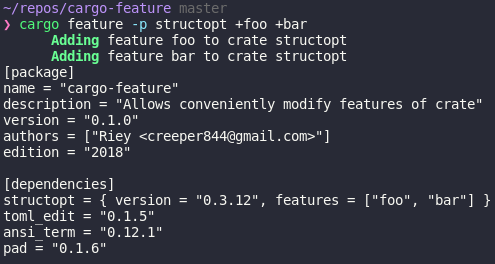 ~/repos/cargo-feature master
❯ cargo feature -p structopt +foo +bar
Adding feature foo to crate structopt
Adding feature bar to crate structopt
[package]
name = "cargo-feature"
description = "Allows conveniently modify features of crate"
version = "0.1.0"
authors = ["Riey <creeper844@gmail.com>"]
edition = "2018"

[dependencies]
structopt = { version = "0.3.12", features = ["foo", "bar"] }
toml_edit = "0.1.5"
ansi_term = "0.12.1"
pad = "0.1.6"